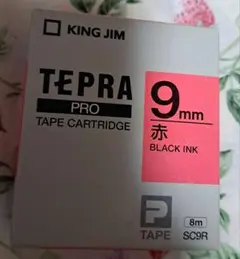 KING JIM
TEPRA
PRO
TAPE CARTRIDGE
9mm
赤
BLACK INK
P
TAPE
8m
SC9R